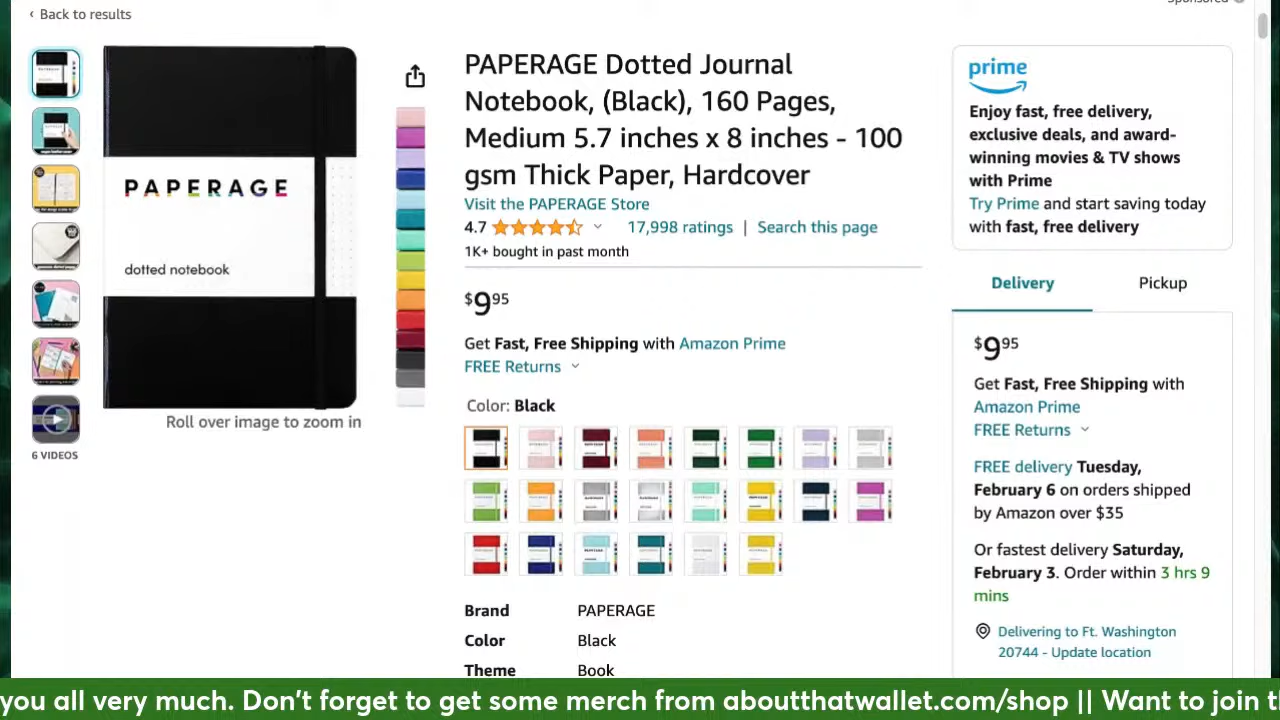 ‹ Back to results
PAPERAGE
dotted notebook
Roll over image to zoom in
6 VIDEOS
PAPERAGE Dotted Journal
Notebook, (Black), 160 Pages,
Medium 5.7 inches x 8 inches - 100
gsm Thick Paper, Hardcover
Visit the PAPERAGE Store
4.7 17,998 ratings | Search this page
1K+ bought in past month
$9.95
Get Fast, Free Shipping with Amazon Prime
FREE Returns
Color: Black
Brand PAPERAGE
Color Black
Theme Book
Sponsored
prime
Enjoy fast, free delivery,
exclusive deals, and award-
winning movies & TV shows
with Prime
Try Prime and start saving today
with fast, free delivery
Delivery Pickup
$9.95
Get Fast, Free Shipping with
Amazon Prime
FREE Returns
FREE delivery Tuesday,
February 6 on orders shipped
by Amazon over $35
Or fastest delivery Saturday,
February 3. Order within 3 hrs 9
mins
Delivering to Ft. Washington
20744 - Update location
you all very much. Don’t forget to get some merch from aboutthatwallet.com/shop || Want to join